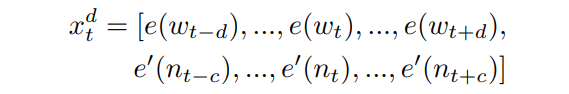 x_t^d = [e(w_{t−d}), ..., e(w_t), ..., e(w_{t+d}),
e′(n_{t−c}), ..., e′(n_t), ..., e′(n_{t+c})]